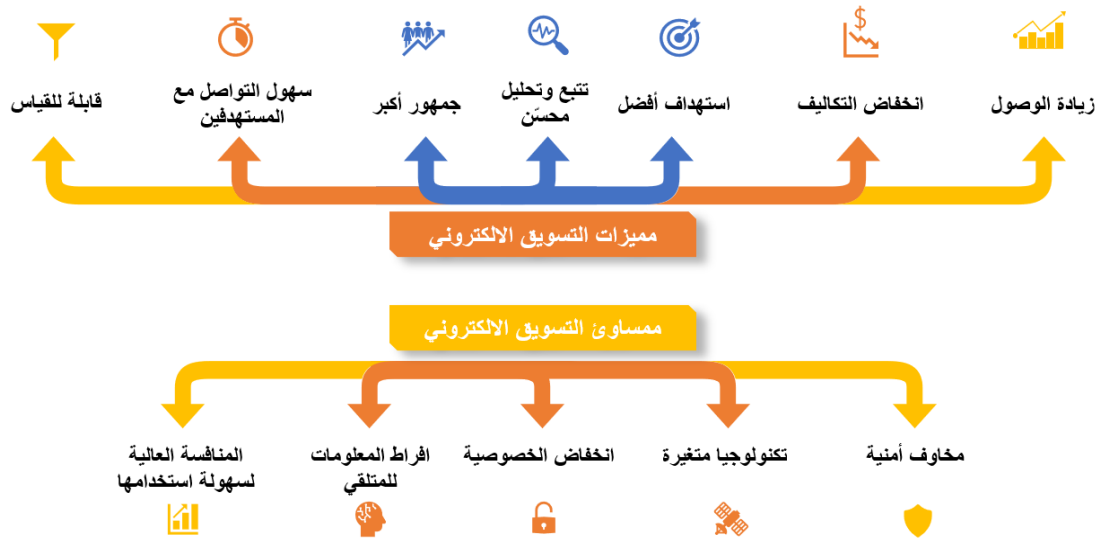 زيادة الوصول
انخفاض التكاليف
استهداف أفضل
تتبع وتحليل
محسّن
جمهور أكبر
سهول التواصل مع
المستهدفين
قابلة للقياس
مميزات التسويق الالكتروني
ممساوئ التسويق الالكتروني
مخاوف أمنية
تكنولوجيا متغيرة
انخفاض الخصوصية
افراط المعلومات
للمتلقي
المنافسة العالية
لسهولة استخدامها